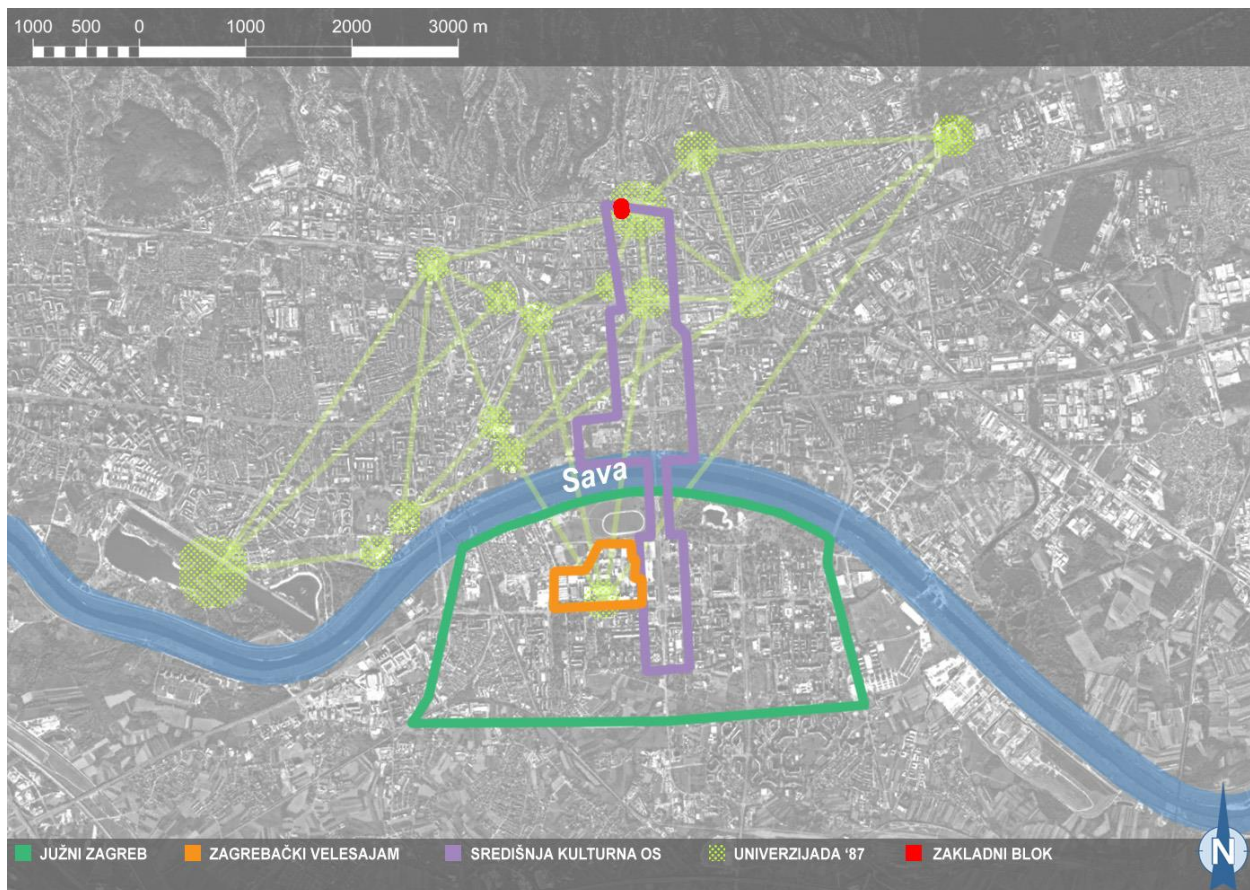 1000 500 0 1000 2000 3000 m
Sava
JUŽNI ZAGREB ZAGREBAČKI VELESAJAM SREDIŠNJA KULTURNA OS UNIVERZIJADA ‘87 ZAKLADNI BLOK
N